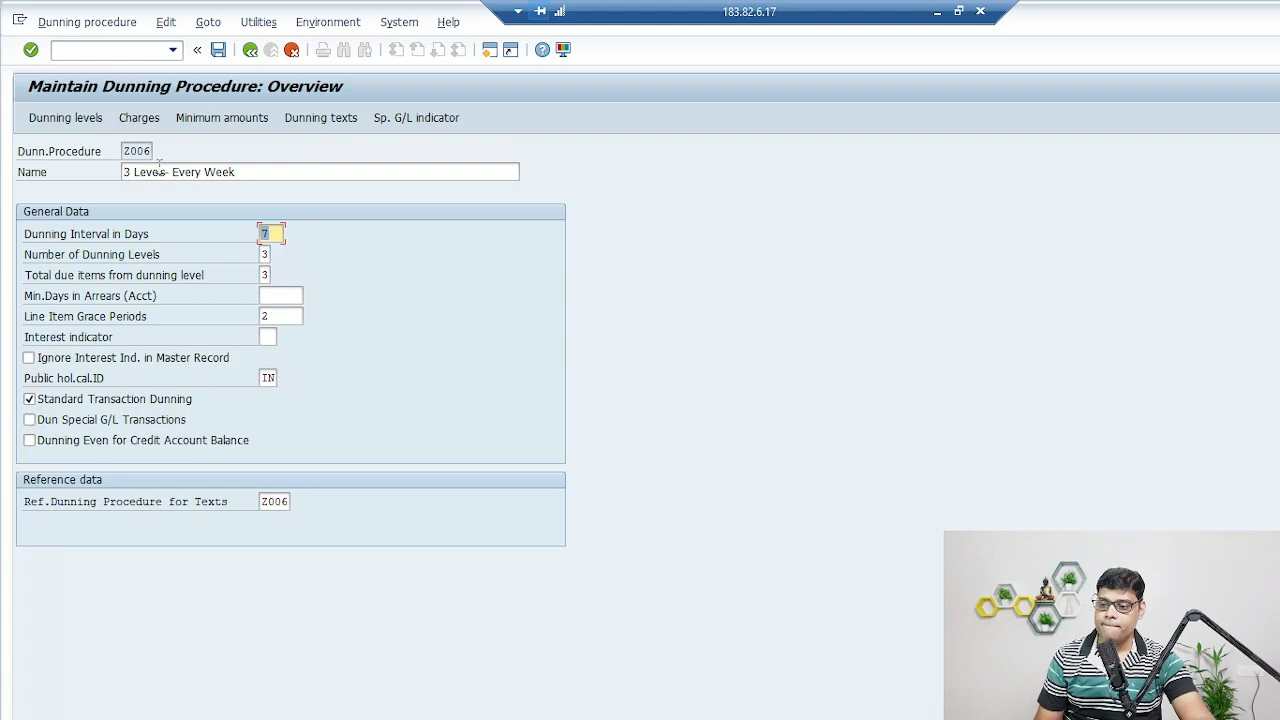 183.82.6.17
Dunning procedure Edit Goto Utilities Environment System Help
Maintain Dunning Procedure: Overview
Dunning levels Charges Minimum amounts Dunning texts Sp. G/L indicator
Dunn.Procedure Z006
Name 3 Leves- Every Week
General Data
Dunning Interval in Days 7
Number of Dunning Levels 3
Total due items from dunning level 3
Min.Days in Arrears (Acct)
Line Item Grace Periods 2
Interest indicator
Ignore Interest Ind. in Master Record
Public hol.cal.ID IN
Standard Transaction Dunning
Dun Special G/L Transactions
Dunning Even for Credit Account Balance
Reference data
Ref.Dunning Procedure for Texts Z006